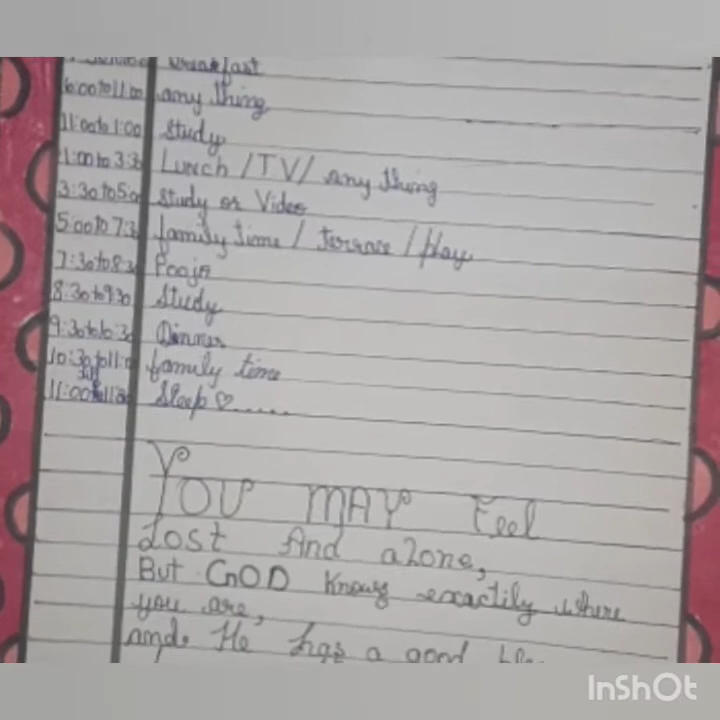 breakfast
10:00 to 11:00 any thing
11:00 to 1:00 Study
1:00 to 3:30 Lunch / TV / any thing
3:30 to 5:00 Study or Video
5:00 to 7:30 family time / terrace / play
7:30 to 8:30 Pooja
8:30 to 9:30 Study
9:30 to 10:30 Dinner
10:30 to 11:00 family time
11:00 Sleep ♡......
You MAY Feel
Lost And alone,
But GOD knows exactily where
you are,
and He has a good
InShOt